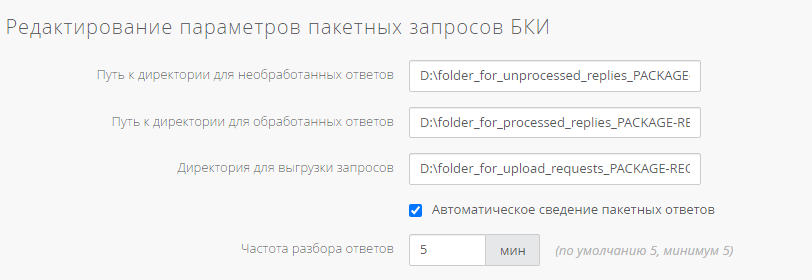 Редактирование параметров пакетных запросов БКИ
Путь к директории для необработанных ответов D:\folder_for_unprocessed_replies_PACKAGE-
Путь к директории для обработанных ответов D:\folder_for_processed_replies_PACKAGE-RE
Директория для выгрузки запросов D:\folder_for_upload_requests_PACKAGE-REQ
Автоматическое сведение пакетных ответов
Частота разбора ответов 5 мин (по умолчанию 5, минимум 5)